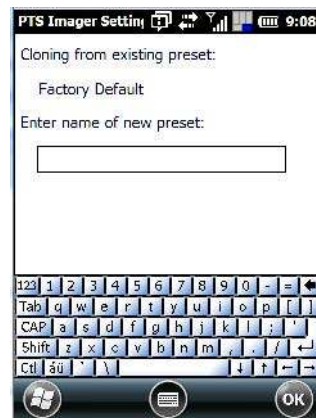 PTS Imager Settin 9:08
Cloning from existing preset:
Factory Default
Enter name of new preset:
123 1 2 3 4 5 6 7 8 9 0 - =
Tab q w e r t y u i o p [ ]
CAP a s d f g h j k l ; '
Shift z x c v b n m , . /
Ctl áü ` \
OK